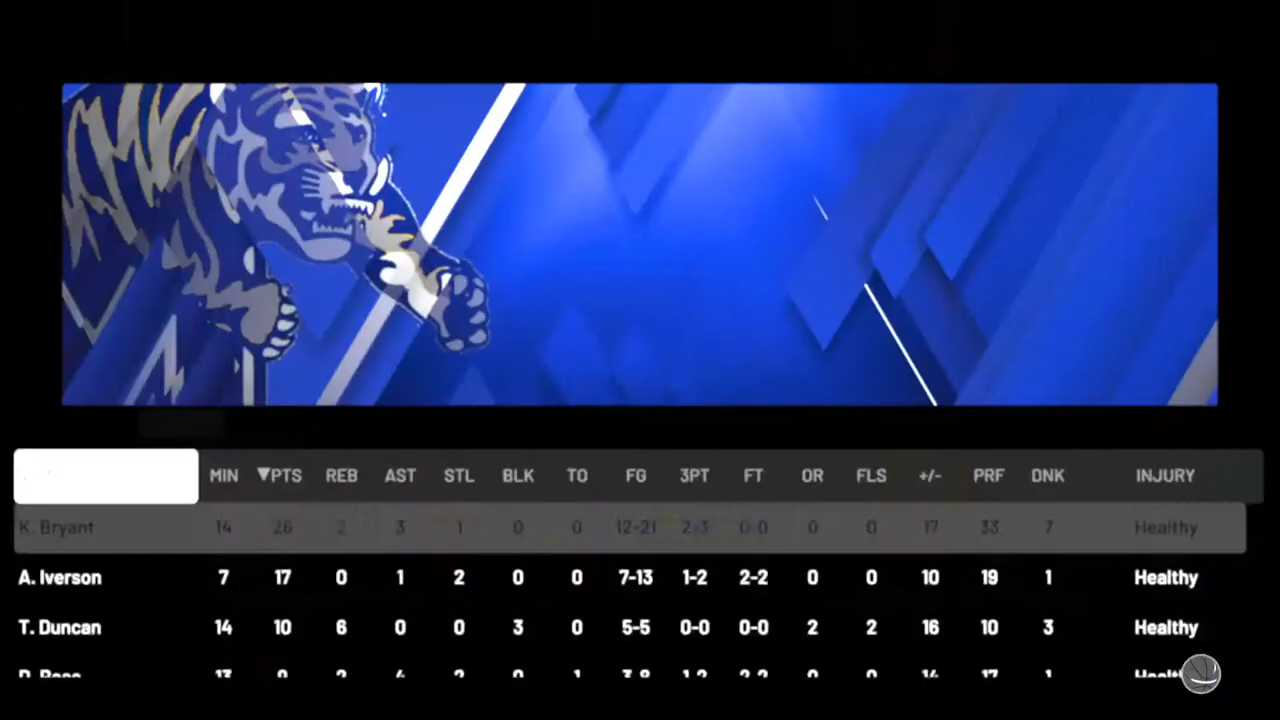 MIN ▼PTS REB AST STL BLK TO FG 3PT FT OR FLS +/- PRF DNK INJURY
K. Bryant 14 26 2 3 1 0 0 12-21 2-3 0-0 0 0 17 33 7 Healthy
A. Iverson 7 17 0 1 2 0 0 7-13 1-2 2-2 0 0 10 19 1 Healthy
T. Duncan 14 10 6 0 0 3 0 5-5 0-0 0-0 2 2 16 10 3 Healthy